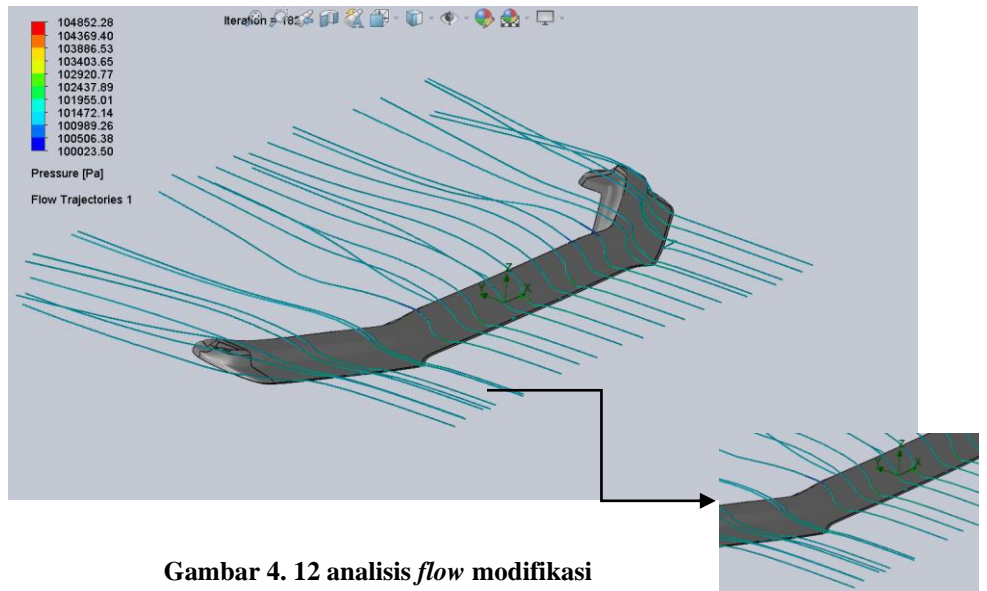 104852.28
104369.40
103886.53
103403.65
102920.77
102437.89
101955.01
101472.14
100989.26
100506.38
100023.50
Pressure [Pa]
Flow Trajectories 1
Iteration = 182
Z
Y
X
Z
Y
X
Gambar 4. 12 analisis flow modifikasi